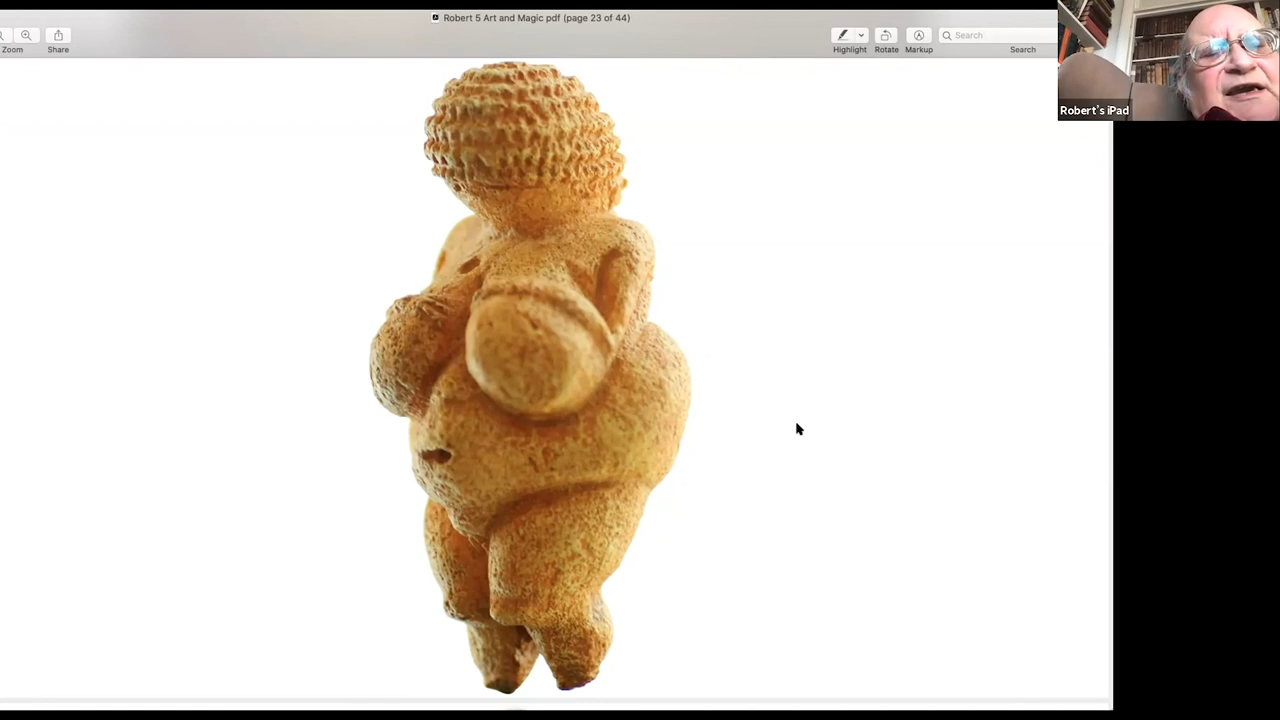 Robert 5 Art and Magic pdf (page 23 of 44)
Zoom
Share
Highlight
Rotate
Markup
Search
Search
Robert's iPad